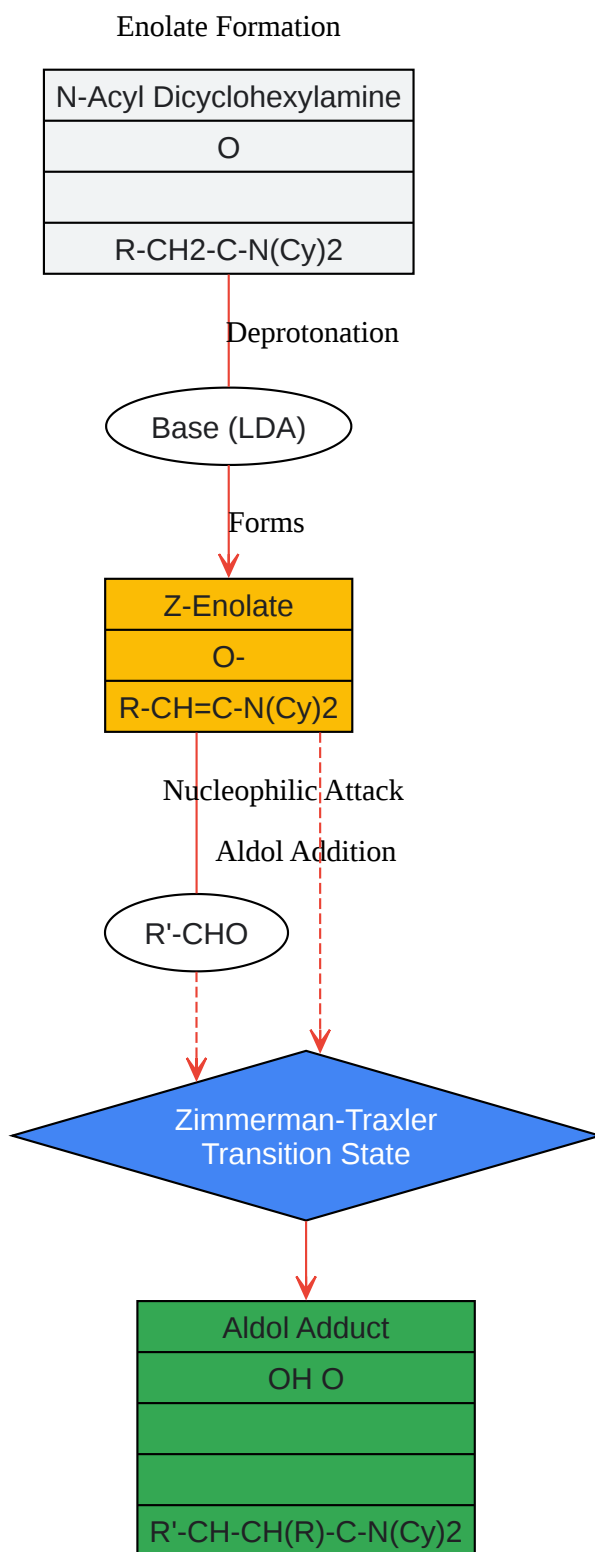 Enolate Formation
N-Acyl Dicyclohexylamine
O
R-CH2-C-N(Cy)2
Deprotonation
Base (LDA)
Forms
Z-Enolate
O-
R-CH=C-N(Cy)2
Nucleophilic Attack
Aldol Addition
R'-CHO
Zimmerman-Traxler
Transition State
Aldol Adduct
OH O
R'-CH-CH(R)-C-N(Cy)2